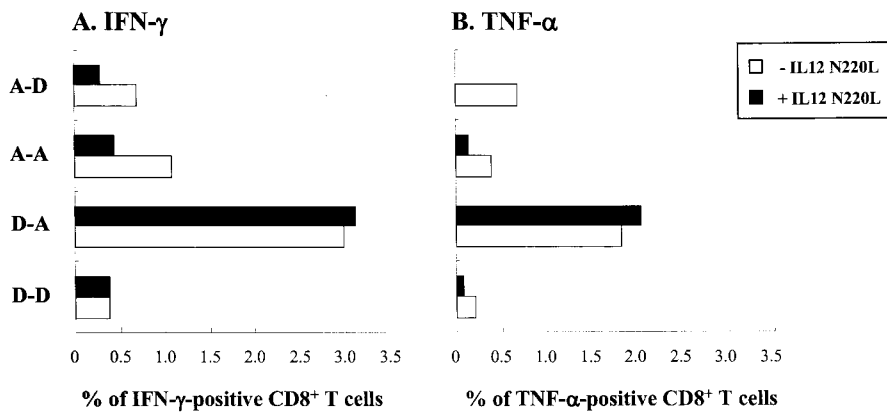 A. IFN-γ
B. TNF-α
- IL12 N220L
+ IL12 N220L
A-D
A-A
D-A
D-D
0 0.5 1.0 1.5 2.0 2.5 3.0 3.5
0 0.5 1.0 1.5 2.0 2.5 3.0 3.5
% of IFN-γ-positive CD8⁺ T cells
% of TNF-α-positive CD8⁺ T cells